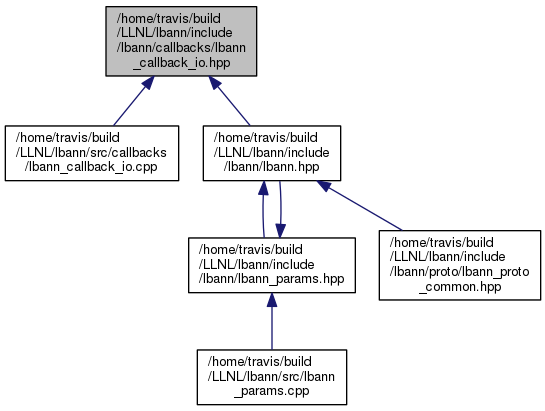 /home/travis/build
/LLNL/lbann/include
/lbann/callbacks/lbann
_callback_io.hpp
/home/travis/build
/LLNL/lbann/src/callbacks
/lbann_callback_io.cpp
/home/travis/build
/LLNL/lbann/include
/lbann/lbann.hpp
/home/travis/build
/LLNL/lbann/include
/lbann/lbann_params.hpp
/home/travis/build
/LLNL/lbann/include
/lbann/proto/lbann_proto
_common.hpp
/home/travis/build
/LLNL/lbann/src/lbann
_params.cpp